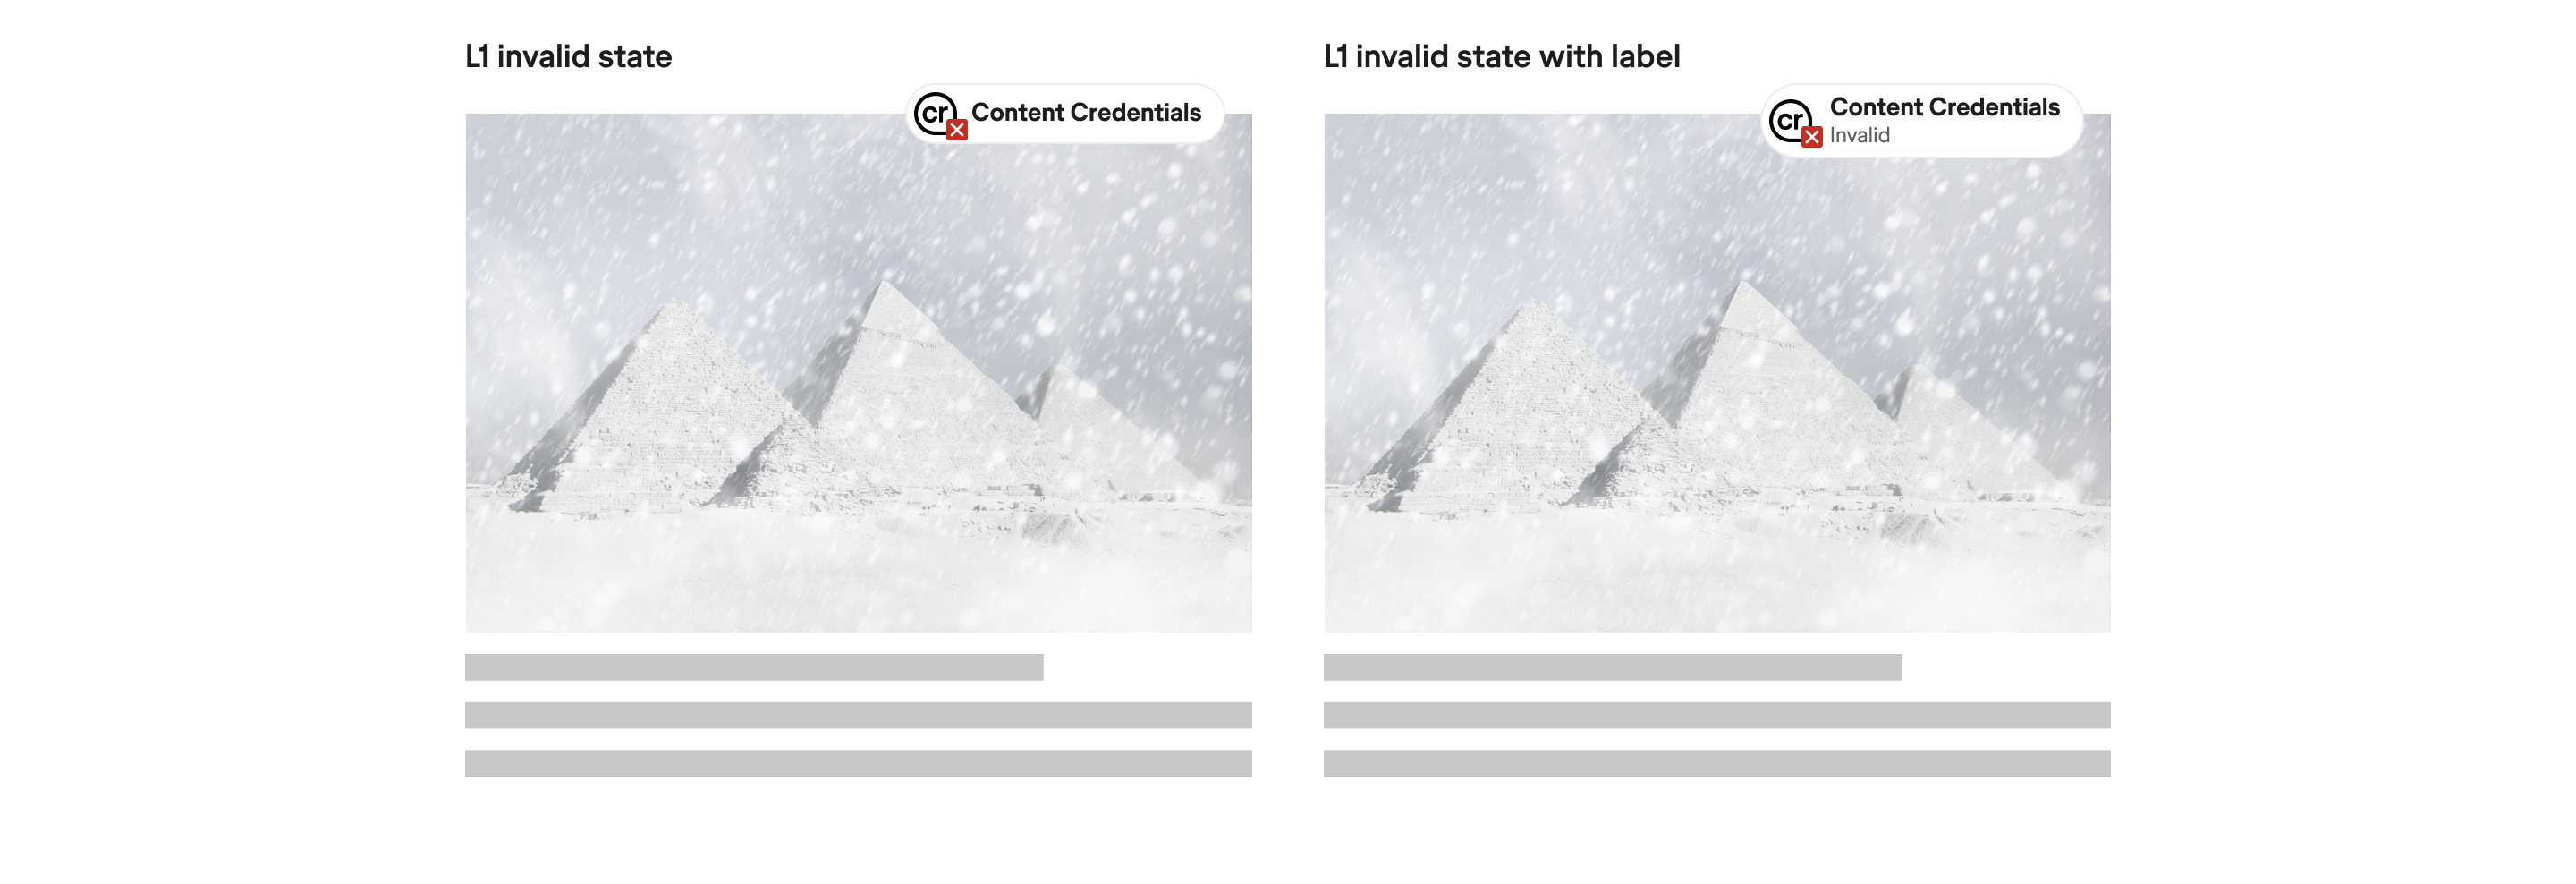 L1 invalid state
cr Content Credentials
L1 invalid state with label
cr Content Credentials
Invalid